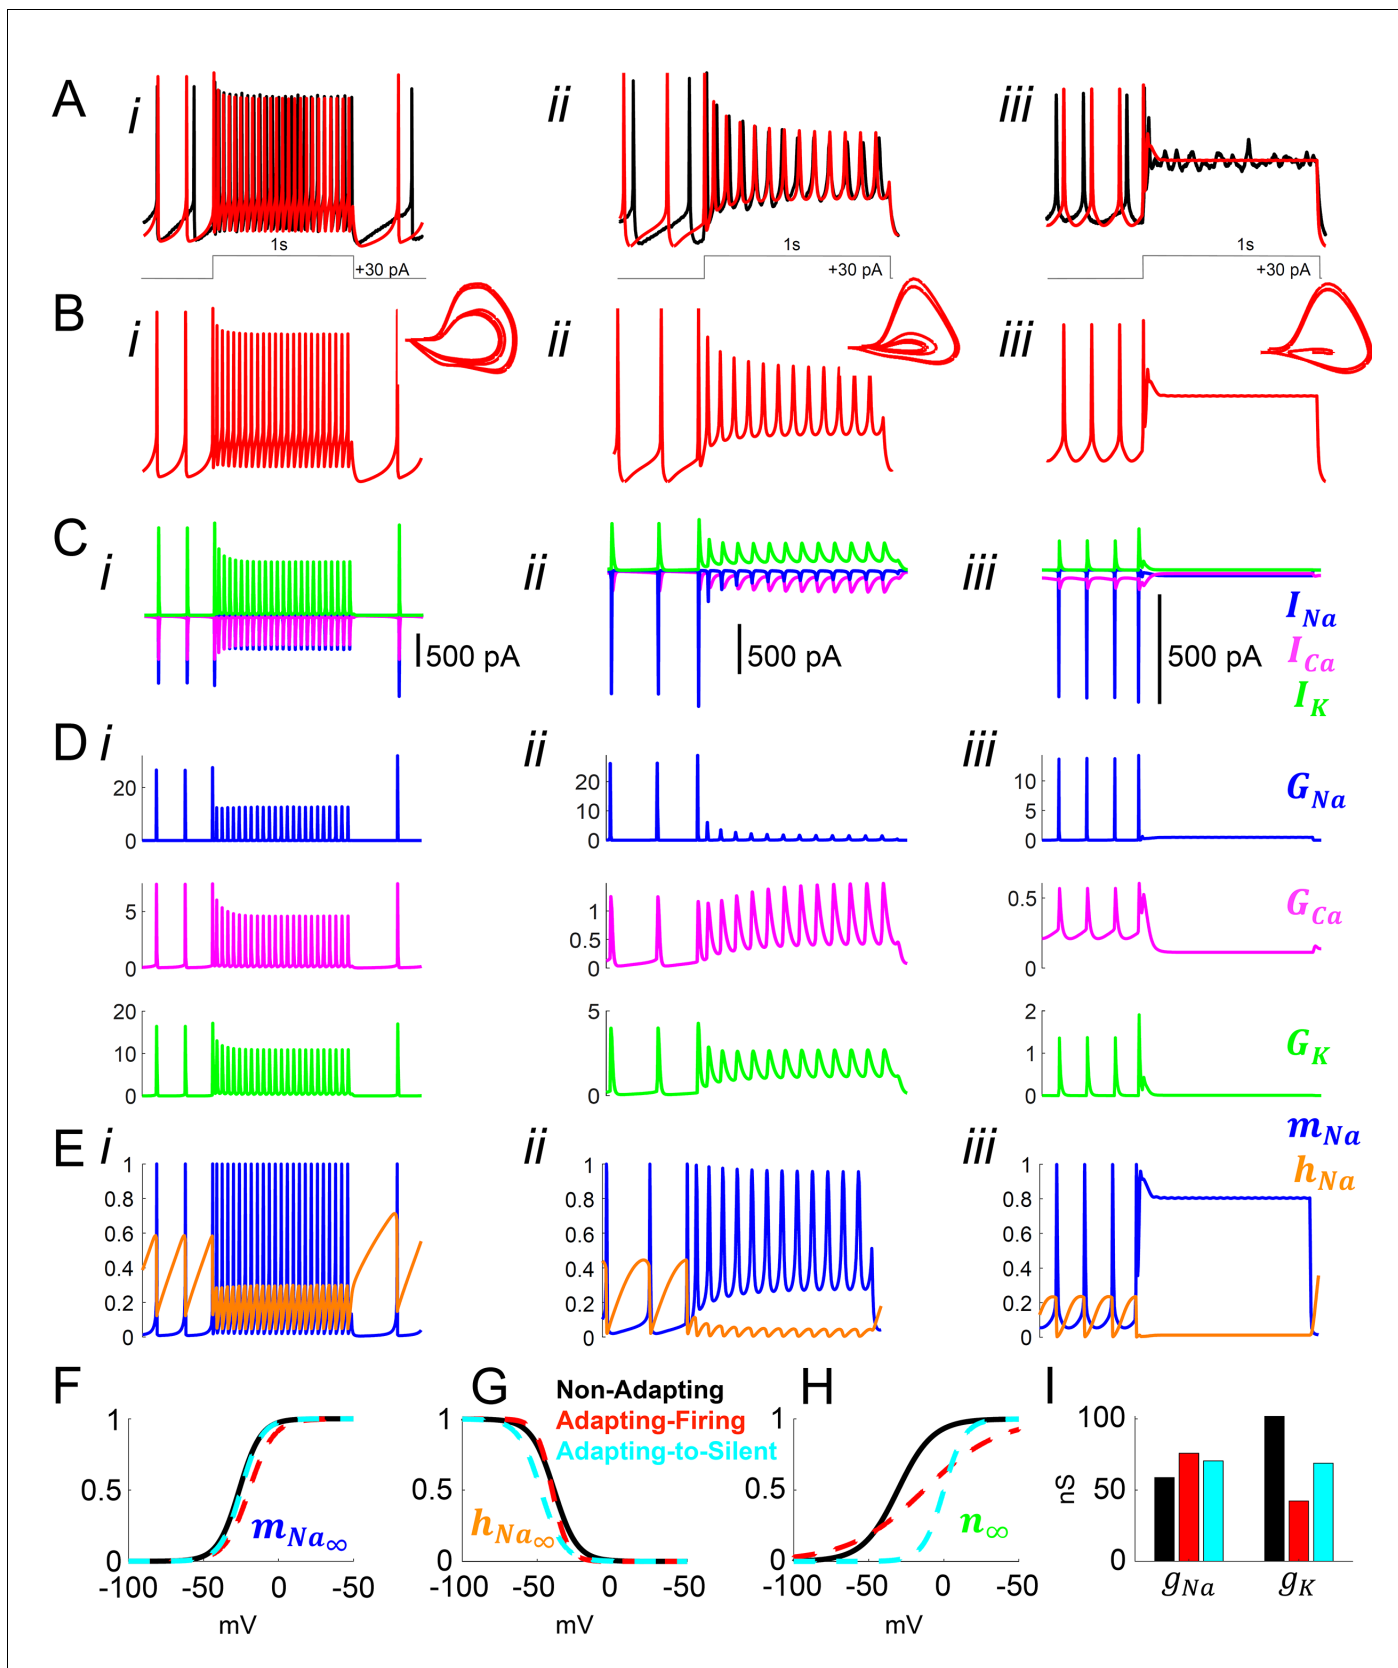 A i ii iii
1s 1s 1s
+30 pA +30 pA +30 pA
B i ii iii
C i ii iii
500 pA 500 pA 500 pA
I_Na
I_Ca
I_K
D i ii iii
20 0 20 10 0 10 5 0 G_Na
5 0 1 0.5 0 0.5 0 G_Ca
20 10 0 5 0 2 1 0 G_K
m_Na
h_Na
E i ii iii
1 1 1
0.8 0.8 0.8
0.6 0.6 0.6
0.4 0.4 0.4
0.2 0.2 0.2
0 0 0
F G H I
Non-Adapting
Adapting-Firing
Adapting-to-Silent
1 1 1 100
0.5 0.5 0.5 50
0 0 0 0
m_Na∞ h_Na∞ n∞ nS
-100 -50 0 -50 -100 -50 0 -50 -100 -50 0 -50 g_Na g_K
mV mV mV